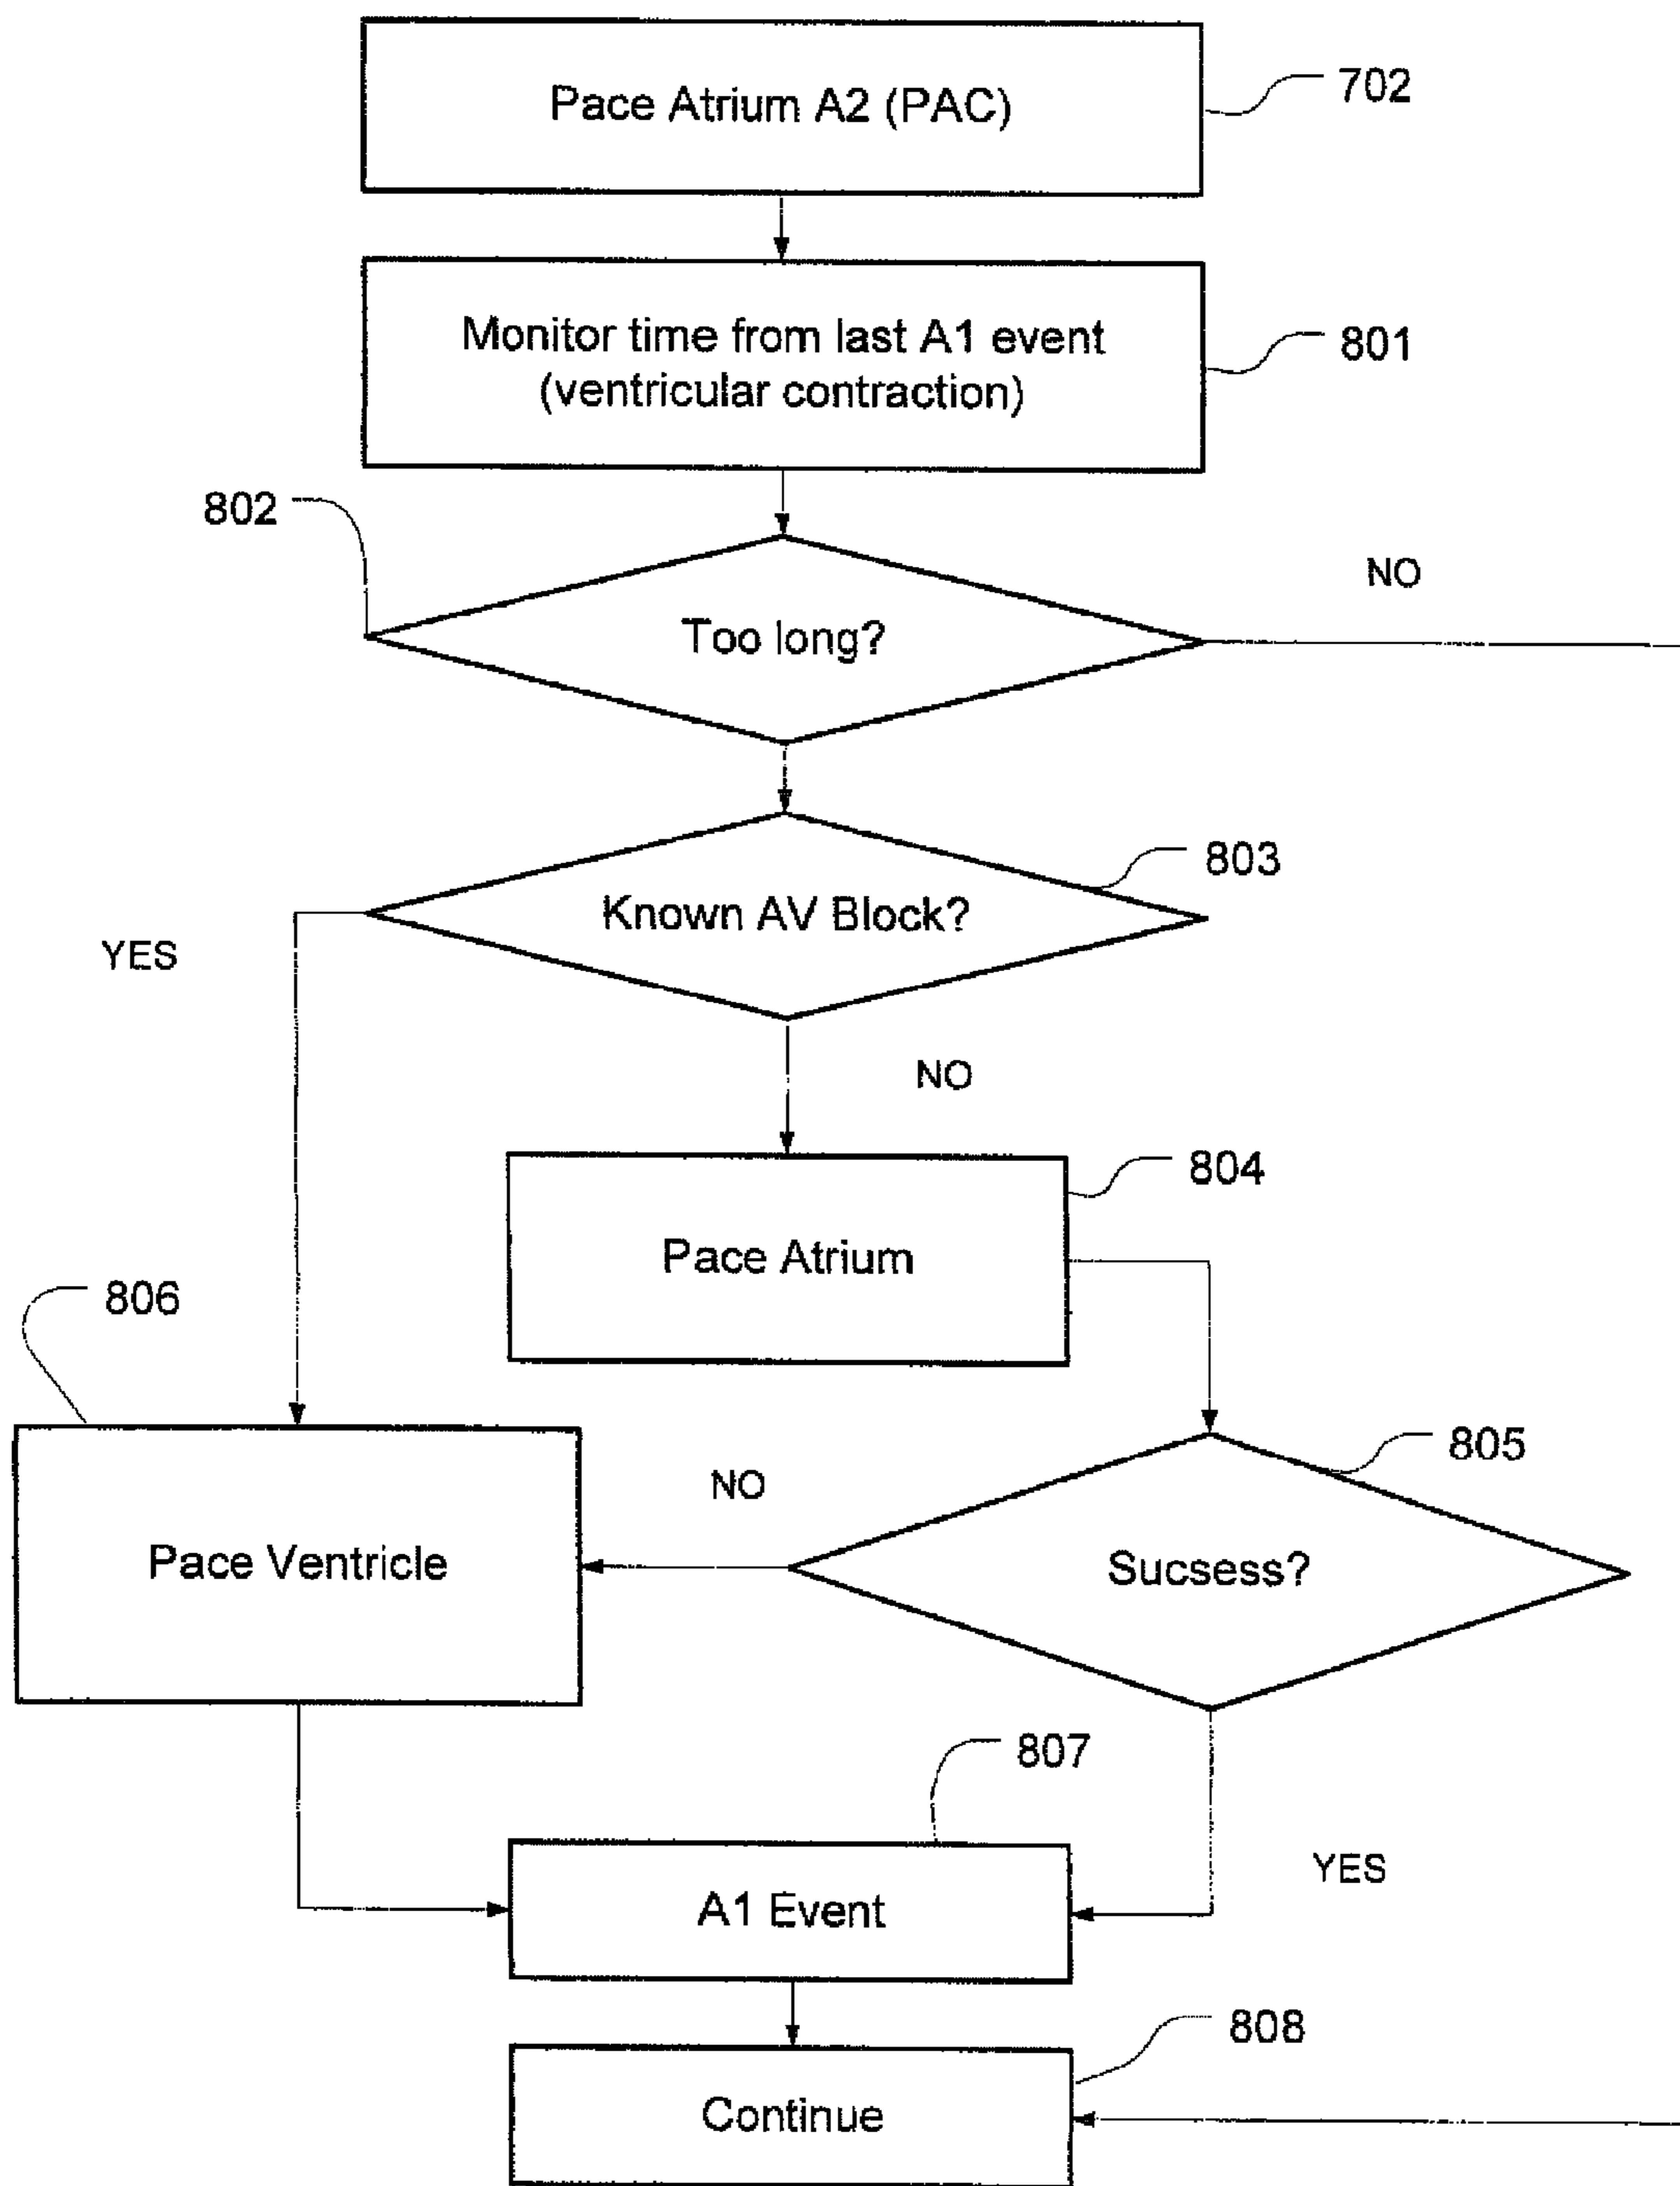 Pace Atrium A2 (PAC)
702
Monitor time from last A1 event
(ventricular contraction)
801
802
Too long?
NO
803
Known AV Block?
YES
NO
804
Pace Atrium
806
805
NO
Pace Ventricle
Sucsess?
807
YES
A1 Event
808
Continue